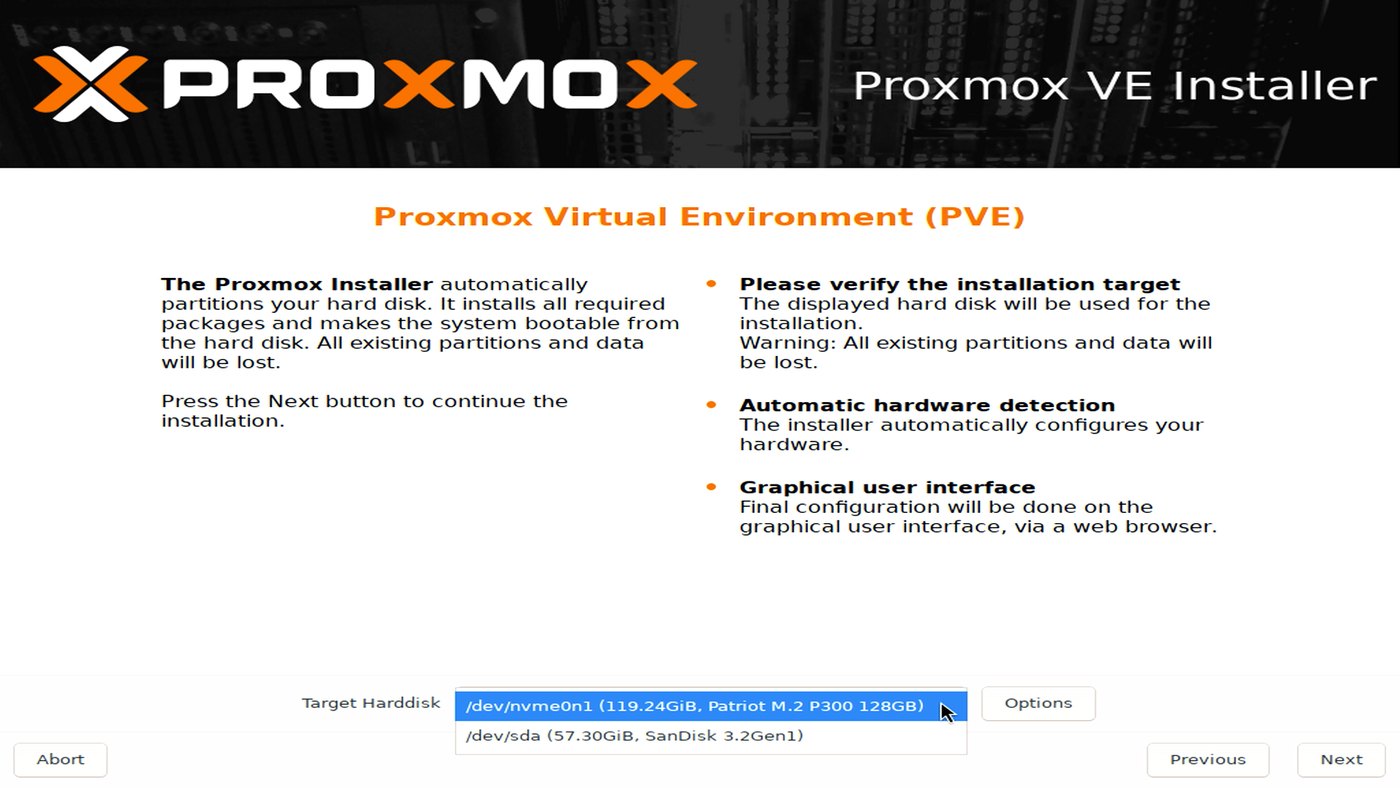 PROXMOX
Proxmox VE Installer
Proxmox Virtual Environment (PVE)
The Proxmox Installer automatically
partitions your hard disk. It installs all required
packages and makes the system bootable from
the hard disk. All existing partitions and data
will be lost.
Press the Next button to continue the
installation.
• Please verify the installation target
The displayed hard disk will be used for the
installation.
Warning: All existing partitions and data will
be lost.
• Automatic hardware detection
The installer automatically configures your
hardware.
• Graphical user interface
Final configuration will be done on the
graphical user interface, via a web browser.
Target Harddisk
/dev/nvme0n1 (119.24GiB, Patriot M.2 P300 128GB)
/dev/sda (57.30GiB, SanDisk 3.2Gen1)
Options
Abort
Previous
Next